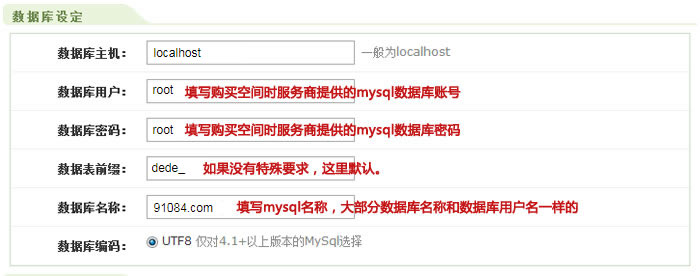 数据库设定
数据库主机： localhost 一般为localhost
数据库用户： root 填写购买空间时服务商提供的mysql数据库账号
数据库密码： root 填写购买空间时服务商提供的mysql数据库密码
数据表前缀： dede_ 如果没有特殊要求，这里默认。
数据库名称： 91084.com 填写mysql名称，大部分数据库名称和数据库用户名一样的
数据库编码： UTF8 仅对4.1+以上版本的MySql选择